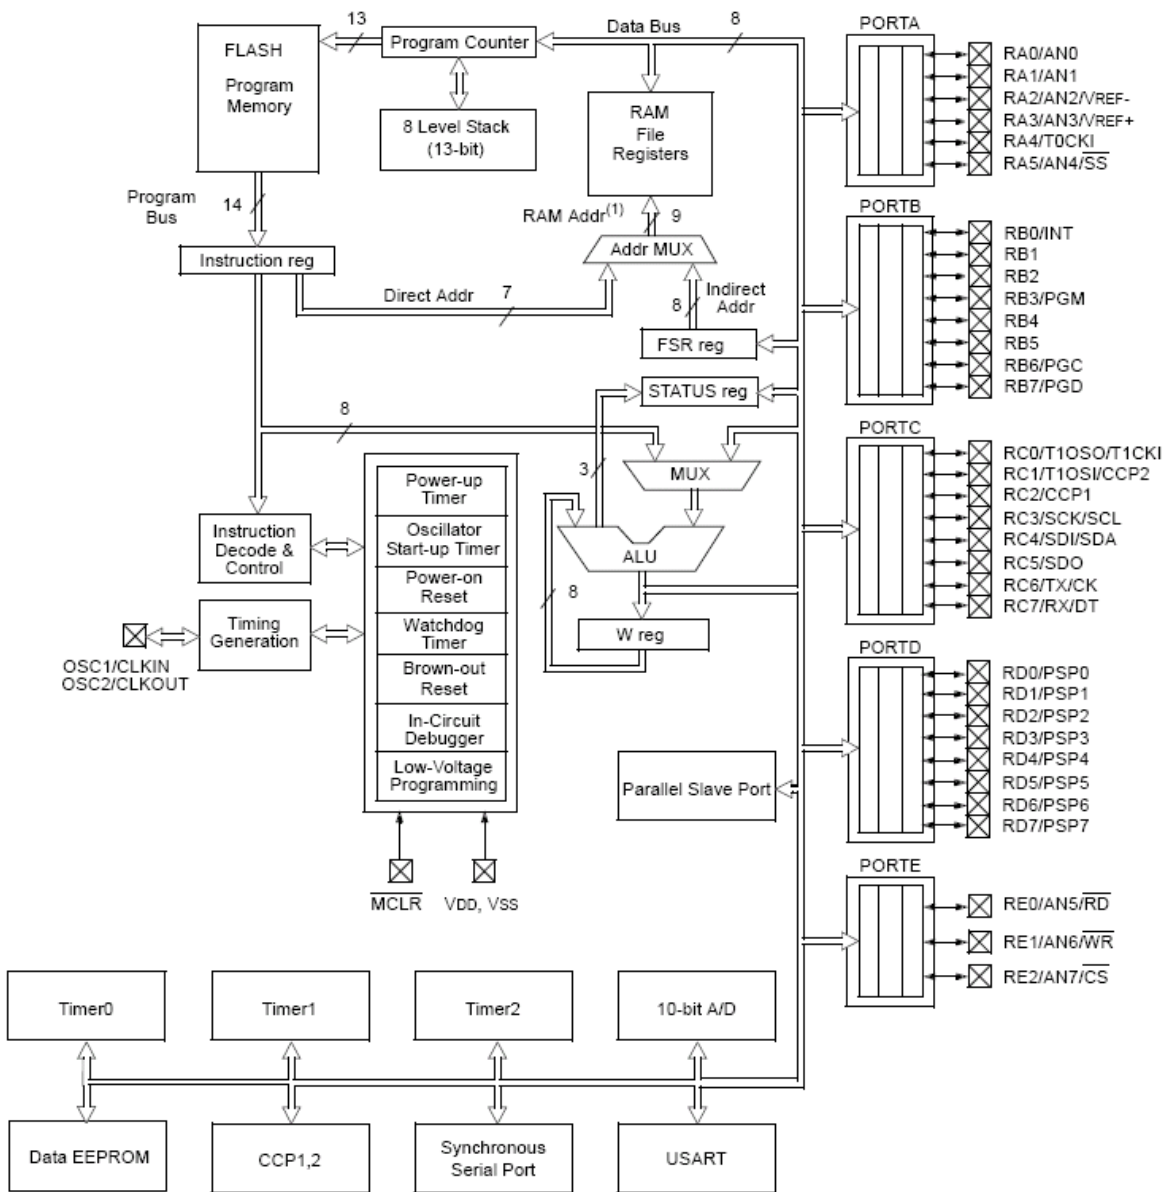 13
Data Bus
8
PORTA
FLASH
Program
Memory
Program Counter
8 Level Stack
(13-bit)
RAM
File
Registers
RA0/AN0
RA1/AN1
RA2/AN2/VREF-
RA3/AN3/VREF+
RA4/T0CKI
RA5/AN4/SS
Program
Bus
14
RAM Addr(1)
9
PORTB
Instruction reg
Addr MUX
Direct Addr
7
8
Indirect
Addr
FSR reg
RB0/INT
RB1
RB2
RB3/PGM
RB4
RB5
RB6/PGC
RB7/PGD
STATUS reg
8
3
MUX
PORTC
Power-up
Timer
Oscillator
Start-up Timer
Power-on
Reset
Watchdog
Timer
Brown-out
Reset
In-Circuit
Debugger
Low-Voltage
Programming
Instruction
Decode &
Control
ALU
8
W reg
RC0/T1OSO/T1CKI
RC1/T1OSI/CCP2
RC2/CCP1
RC3/SCK/SCL
RC4/SDI/SDA
RC5/SDO
RC6/TX/CK
RC7/RX/DT
Timing
Generation
OSC1/CLKIN
OSC2/CLKOUT
PORTD
RD0/PSP0
RD1/PSP1
RD2/PSP2
RD3/PSP3
RD4/PSP4
RD5/PSP5
RD6/PSP6
RD7/PSP7
Parallel Slave Port
MCLR
VDD, VSS
PORTE
RE0/AN5/RD
RE1/AN6/WR
RE2/AN7/CS
Timer0
Timer1
Timer2
10-bit A/D
Data EEPROM
CCP1,2
Synchronous
Serial Port
USART